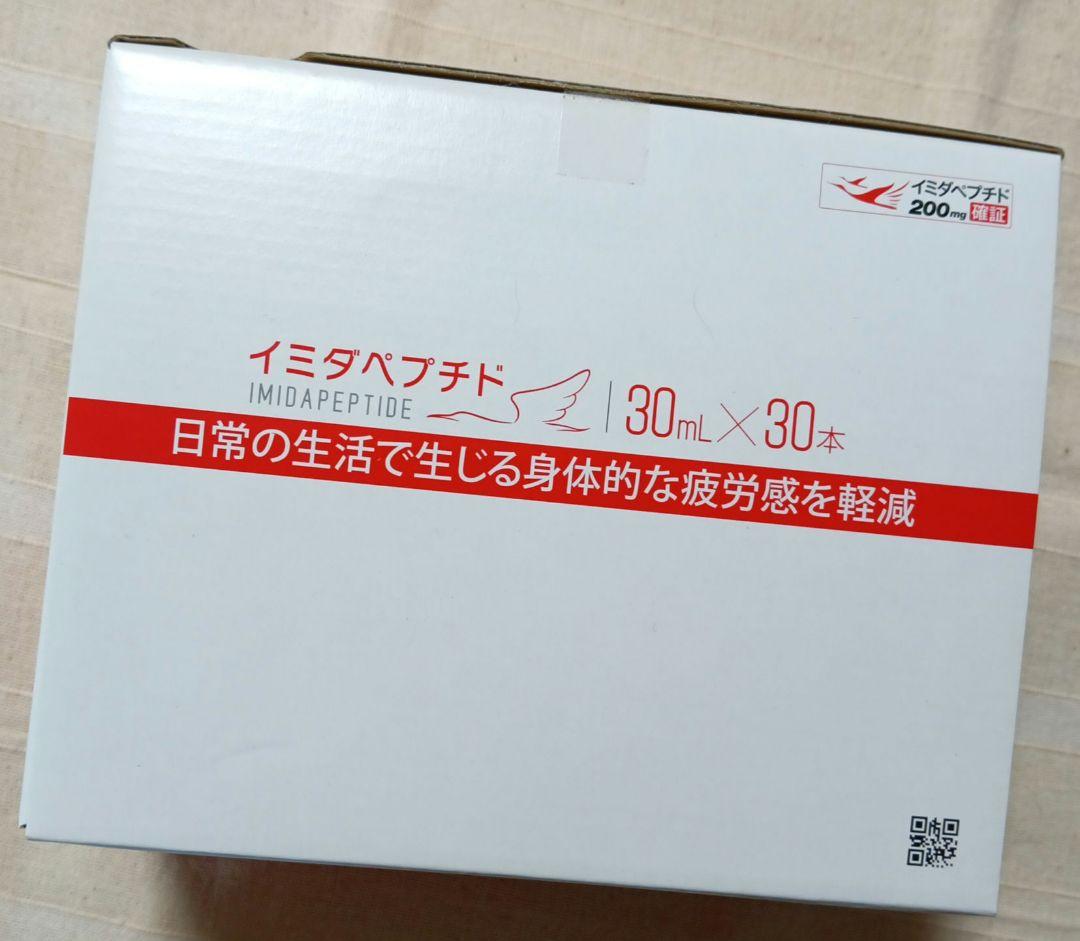 イミダペプチド
200mg 確証
イミダペプチド
IMIDAPEPTIDE
30mL×30本
日常の生活で生じる身体的な疲労感を軽減